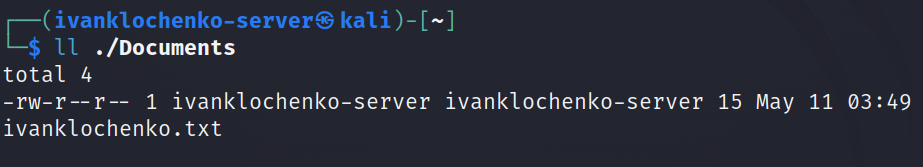 ┌──(ivanklochenko-server㉿kali)-[~]
└─$ ll ./Documents
total 4
-rw-r--r-- 1 ivanklochenko-server ivanklochenko-server 15 May 11 03:49
ivanklochenko.txt